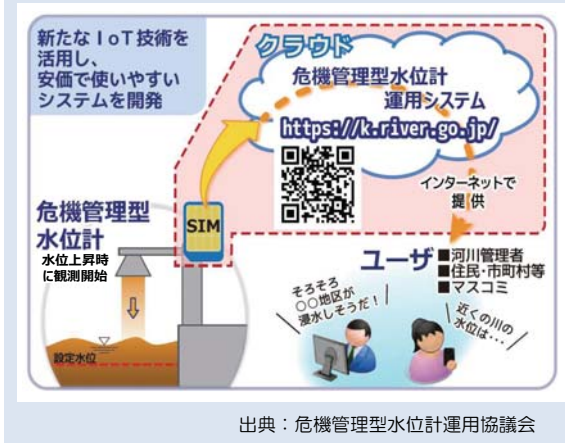 新たなIoT技術を
活用し、
安価で使いやすい
システムを開発
クラウド
危機管理型水位計
運用システム
https://k.river.go.jp/
インターネットで
提供
危機管理型
水位計
水位上昇時
に観測開始
SIM
設定水位
ユーザ
■河川管理者
■住民・市町村等
■マスコミ
そろそろ
○○地区が
浸水しそうだ！
近くの川の
水位は・・・
出典：危機管理型水位計運用協議会